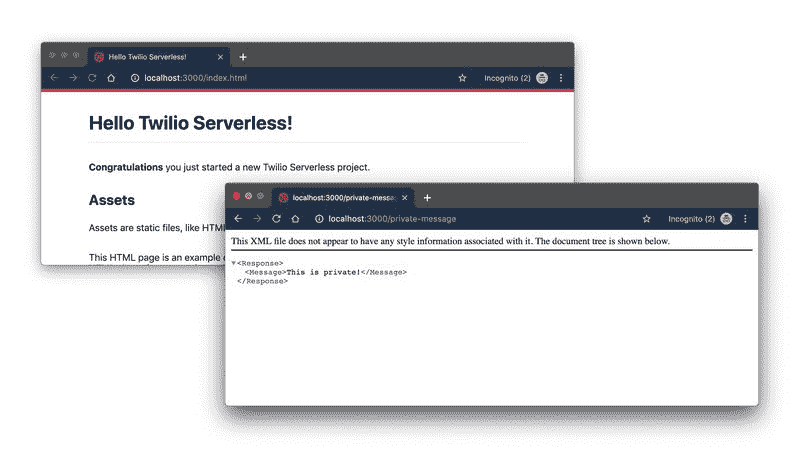 Hello Twilio Serverless!
localhost:3000/index.html
Incognito (2)
Hello Twilio Serverless!
Congratulations you just started a new Twilio Serverless project.
Assets
Assets are static files, like HTM
This HTML page is an example
localhost:3000/private-messag
localhost:3000/private-message
Incognito (2)
This XML file does not appear to have any style information associated with it. The document tree is shown below.
<Response>
<Message>This is private!</Message>
</Response>